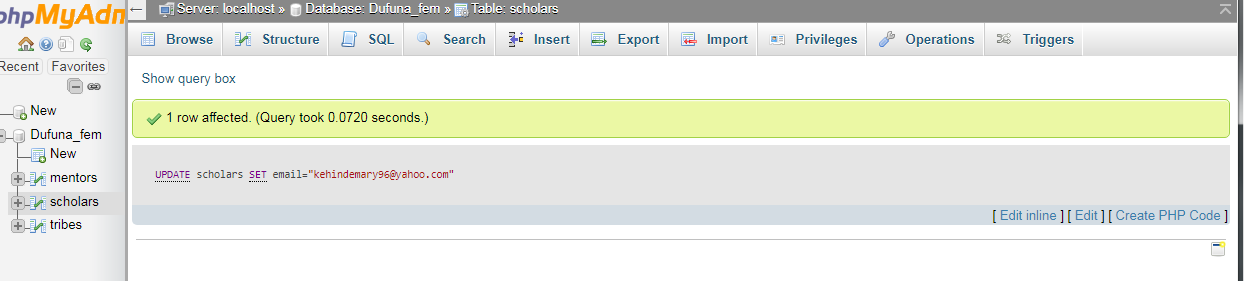 phpMyAdm
Server: localhost » Database: Dufuna_fem » Table: scholars
Browse Structure SQL Search Insert Export Import Privileges Operations Triggers
Recent Favorites
Show query box
New
1 row affected. (Query took 0.0720 seconds.)
Dufuna_fem
New
mentors
UPDATE scholars SET email="kehindemary96@yahoo.com"
scholars
[ Edit inline ] [ Edit ] [ Create PHP Code ]
tribes